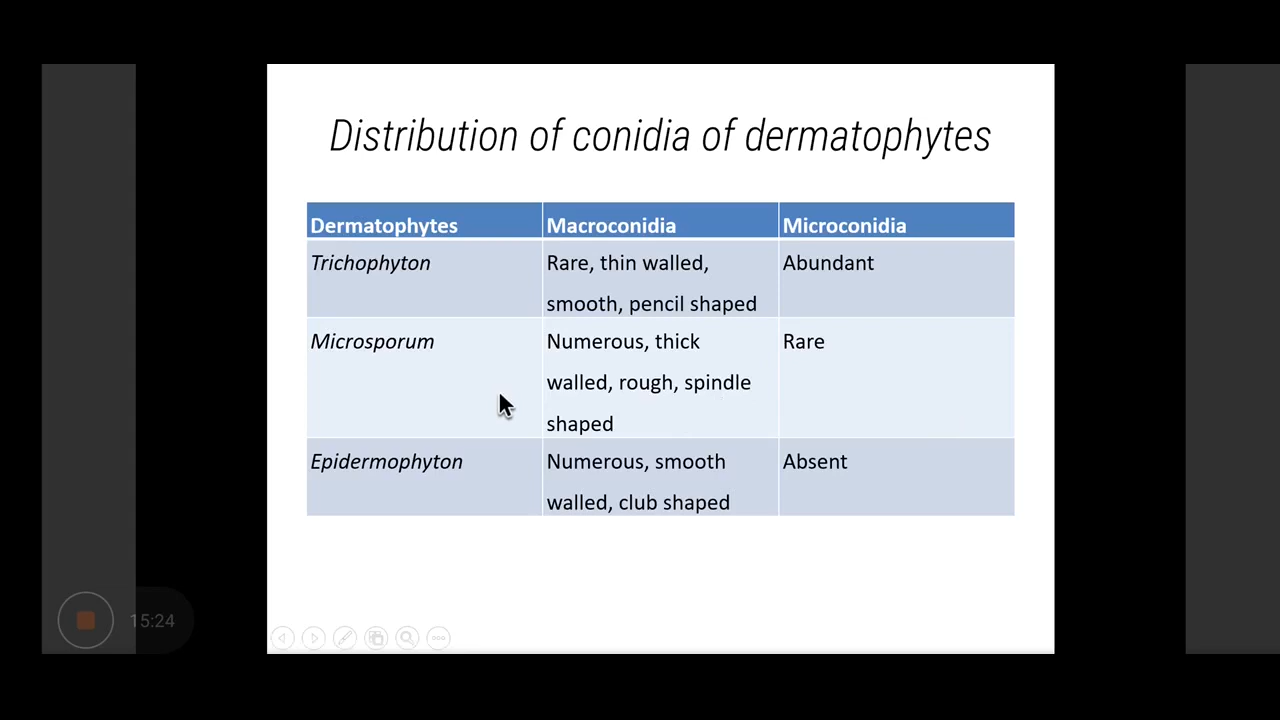 Distribution of conidia of dermatophytes
Dermatophytes Macroconidia Microconidia
Trichophyton Rare, thin walled, Abundant
smooth, pencil shaped
Microsporum Numerous, thick Rare
walled, rough, spindle
shaped
Epidermophyton Numerous, smooth Absent
walled, club shaped
15:24